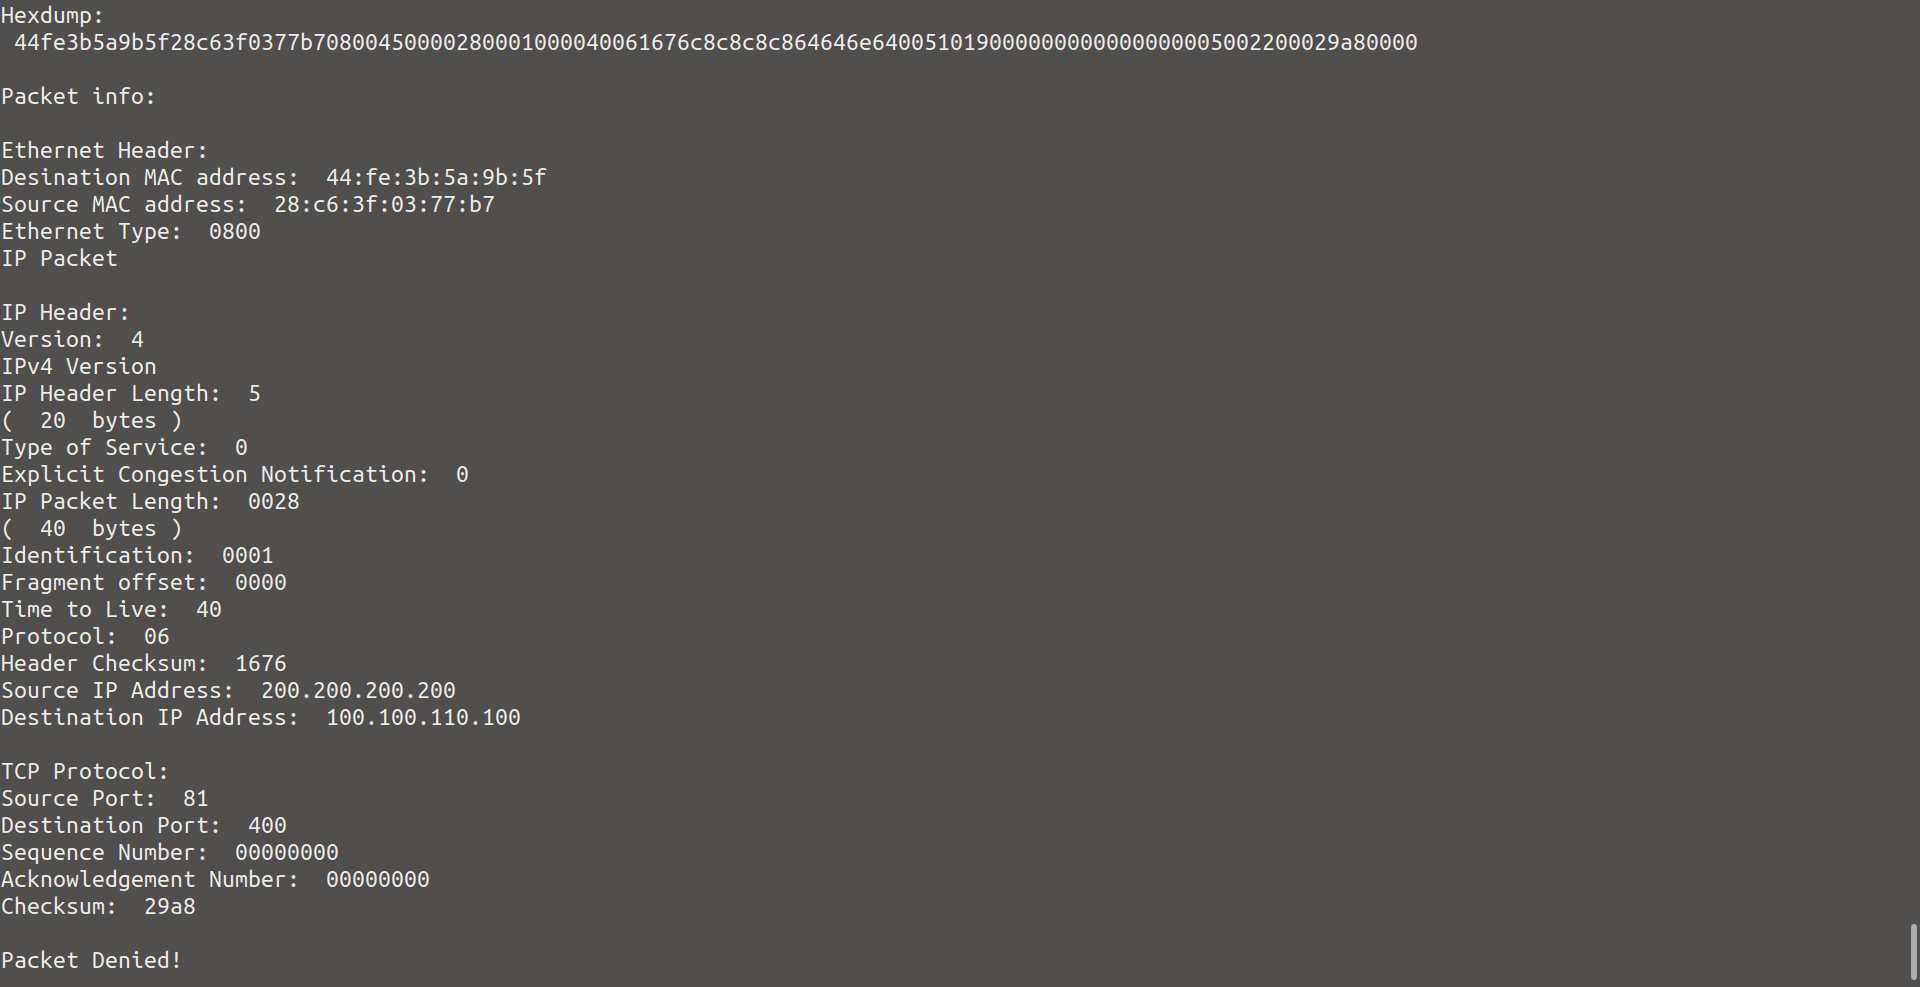 Hexdump:
44fe3b5a9b5f28c63f0377b70800450000280001000040061676c8c8c8c864646e640051019000000000000000005002200029a80000
Packet info:
Ethernet Header:
Desination MAC address:  44:fe:3b:5a:9b:5f
Source MAC address:  28:c6:3f:03:77:b7
Ethernet Type:  0800
IP Packet
IP Header:
Version:  4
IPv4 Version
IP Header Length:  5
(  20  bytes )
Type of Service:  0
Explicit Congestion Notification:  0
IP Packet Length:  0028
(  40  bytes )
Identification:  0001
Fragment offset:  0000
Time to Live:  40
Protocol:  06
Header Checksum:  1676
Source IP Address:  200.200.200.200
Destination IP Address:  100.100.110.100
TCP Protocol:
Source Port:  81
Destination Port:  400
Sequence Number:  00000000
Acknowledgement Number:  00000000
Checksum:  29a8
Packet Denied!